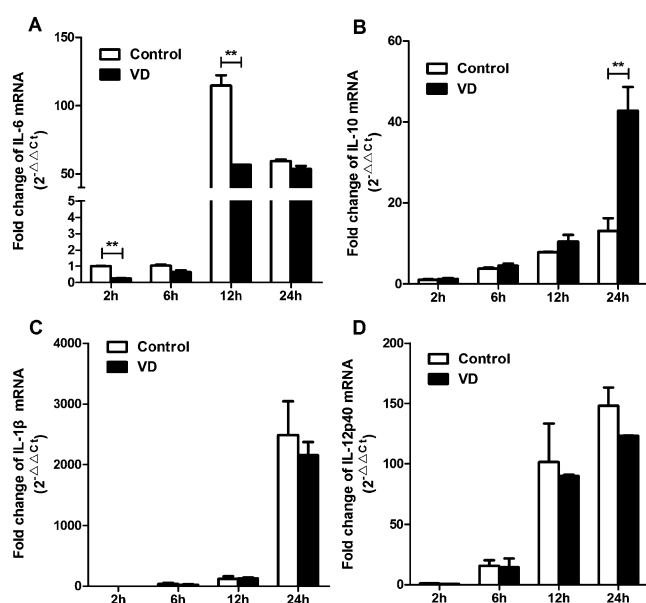 A
Fold change of IL-6 mRNA
(2-△△Ct)
150
100
50
5
4
3
2
1
0
Control
VD
**
**
2h 6h 12h 24h
B
Fold change of IL-10 mRNA
(2-△△Ct)
60
40
20
0
Control
VD
**
2h 6h 12h 24h
C
Fold change of IL-1β mRNA
(2-△△Ct)
4000
3000
2000
1000
0
Control
VD
2h 6h 12h 24h
D
Fold change of IL-12p40 mRNA
(2-△△Ct)
200
150
100
50
0
Control
VD
2h 6h 12h 24h